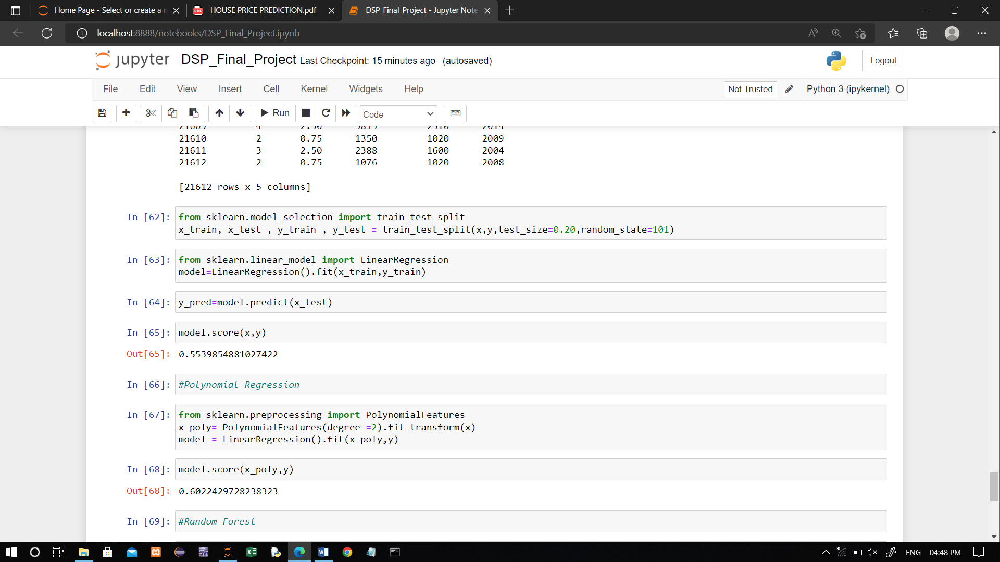 Home Page - Select or create a n
HOUSE PRICE PREDICTION.pdf
DSP_Final_Project - Jupyter Note
localhost:8888/notebooks/DSP_Final_Project.ipynb
jupyter DSP_Final_Project Last Checkpoint: 15 minutes ago (autosaved)
Logout
File Edit View Insert Cell Kernel Widgets Help
Not Trusted
Python 3 (ipykernel)
Run
Code
21609 4 2.50 5813 2310 2014
21610 2 0.75 1350 1020 2009
21611 3 2.50 2388 1600 2004
21612 2 0.75 1076 1020 2008
[21612 rows x 5 columns]
In [62]: from sklearn.model_selection import train_test_split
x_train, x_test , y_train , y_test = train_test_split(x,y,test_size=0.20,random_state=101)
In [63]: from sklearn.linear_model import LinearRegression
model=LinearRegression().fit(x_train,y_train)
In [64]: y_pred=model.predict(x_test)
In [65]: model.score(x,y)
Out[65]: 0.5539854881027422
In [66]: #Polynomial Regression
In [67]: from sklearn.preprocessing import PolynomialFeatures
x_poly= PolynomialFeatures(degree =2).fit_transform(x)
model = LinearRegression().fit(x_poly,y)
In [68]: model.score(x_poly,y)
Out[68]: 0.6022429728238323
In [69]: #Random Forest
ENG 04:48 PM